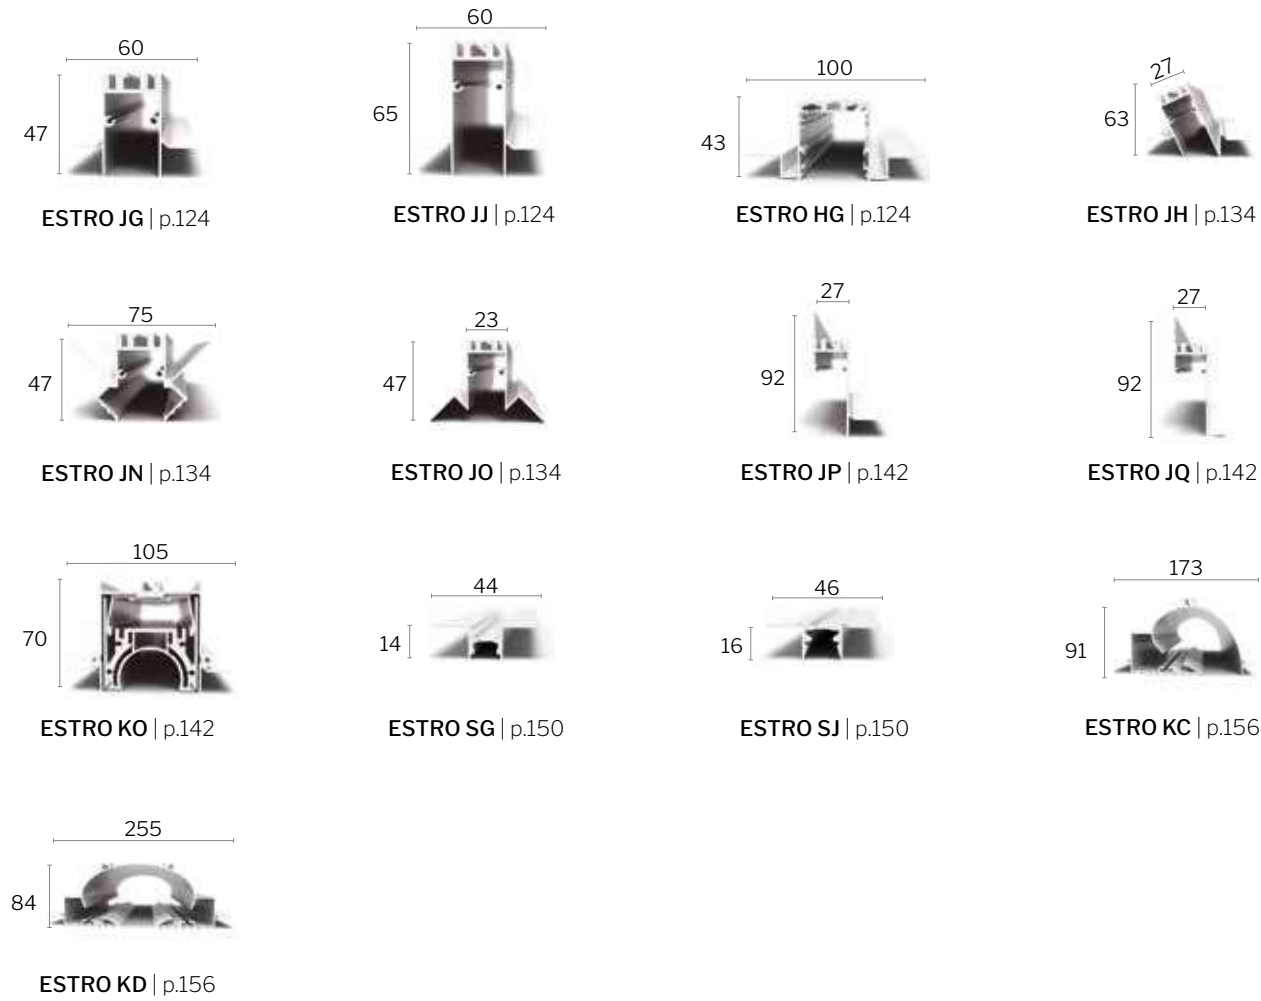 60
47
ESTRO JG | p.124
60
65
ESTRO JJ | p.124
100
43
ESTRO HG | p.124
27
63
ESTRO JH | p.134
75
47
ESTRO JN | p.134
23
47
ESTRO JO | p.134
27
92
ESTRO JP | p.142
27
92
ESTRO JQ | p.142
105
70
ESTRO KO | p.142
44
14
ESTRO SG | p.150
46
16
ESTRO SJ | p.150
173
91
ESTRO KC | p.156
255
84
ESTRO KD | p.156